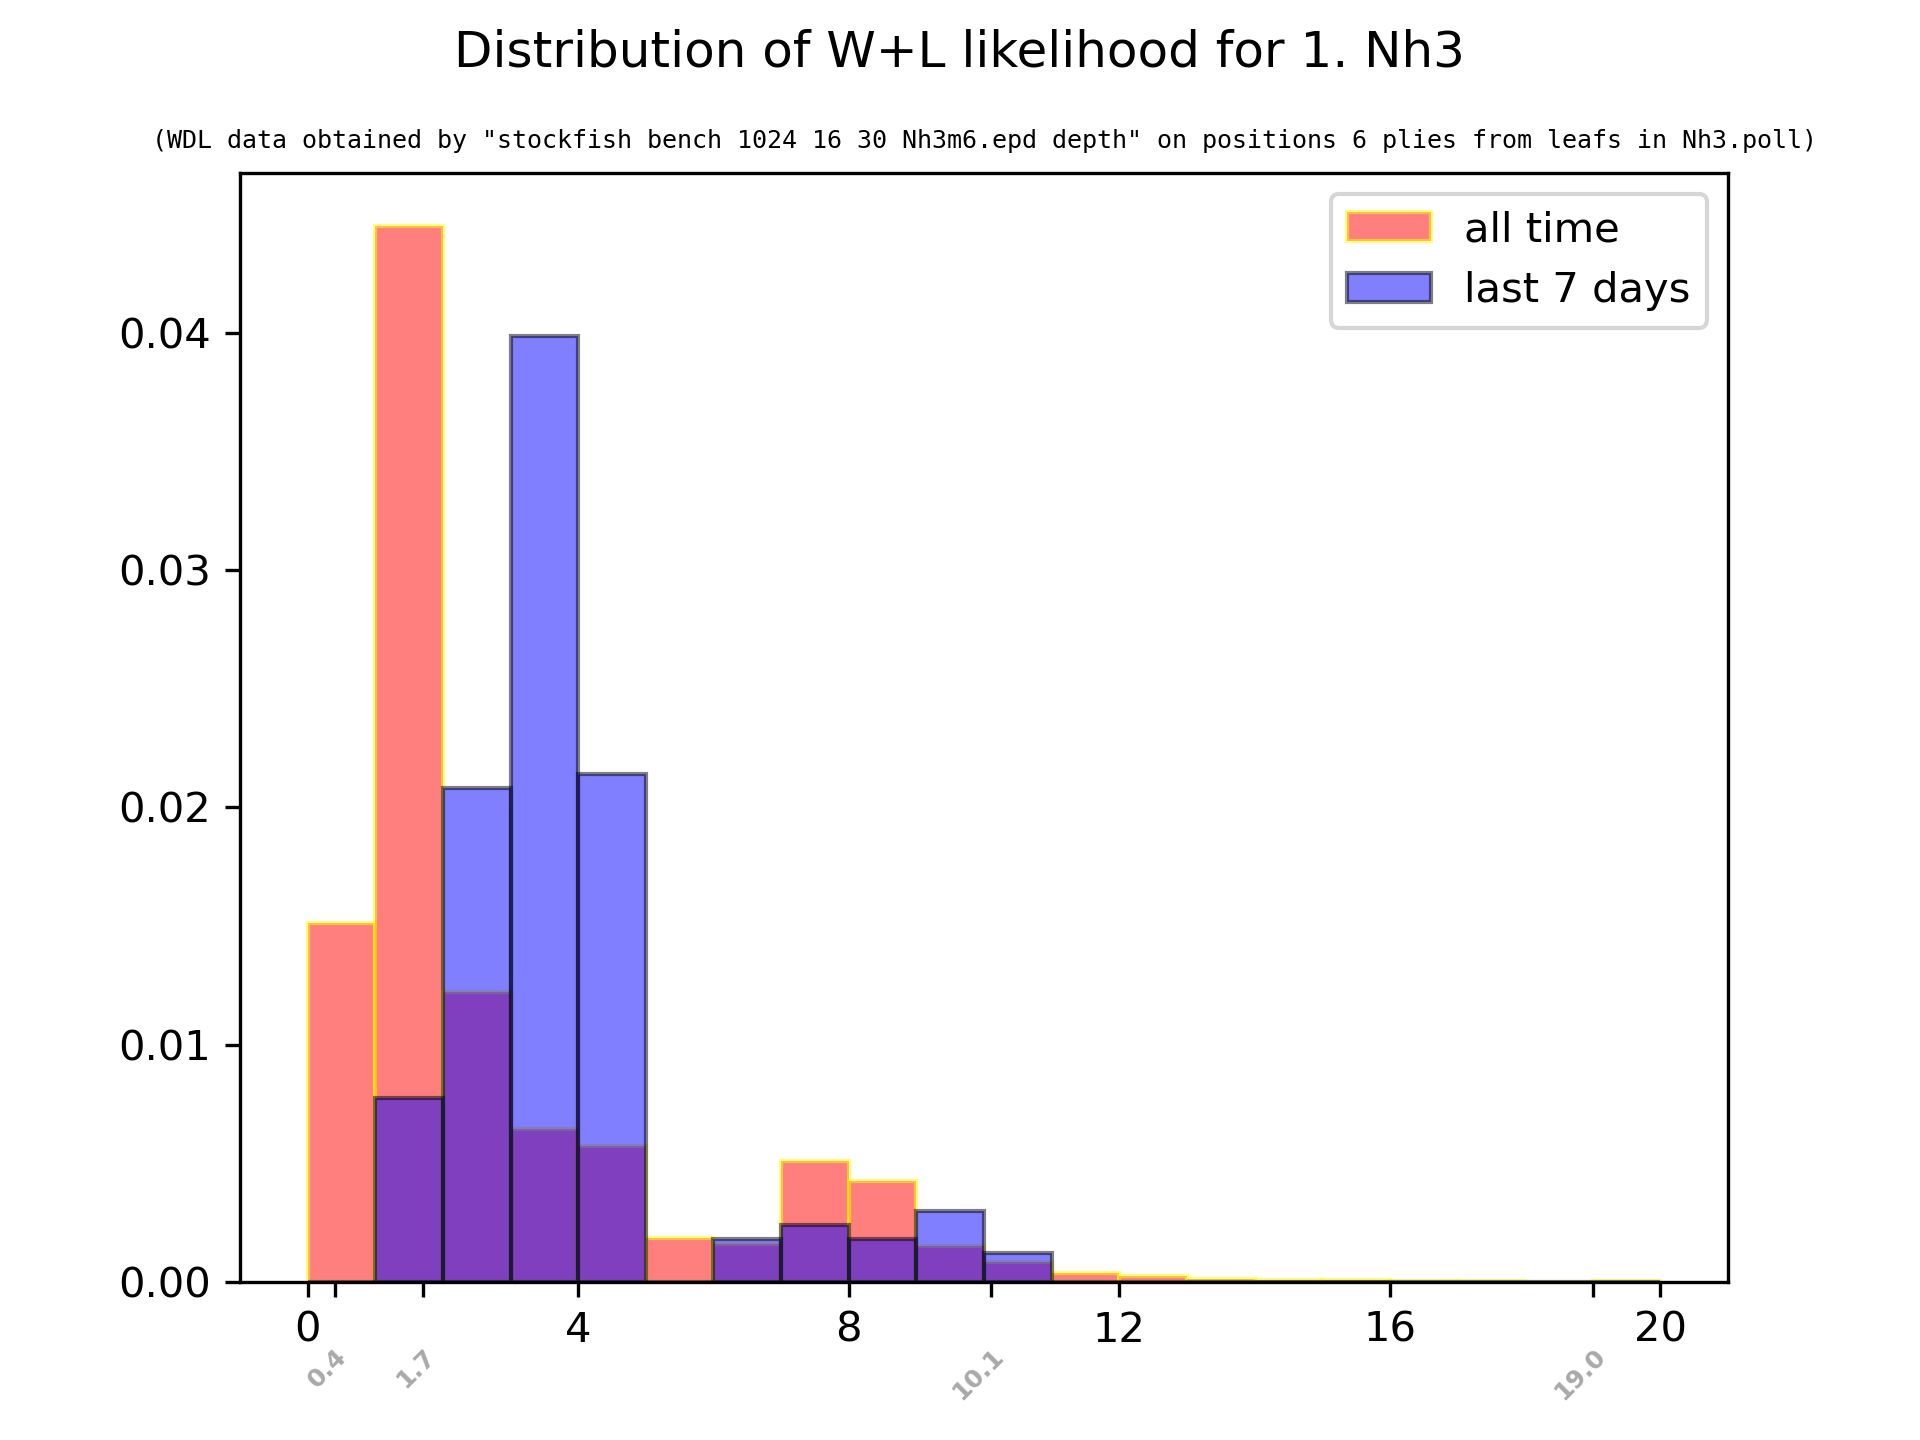 Distribution of W+L likelihood for 1. Nh3
(WDL data obtained by "stockfish bench 1024 16 30 Nh3m6.epd depth" on positions 6 plies from leafs in Nh3.poll)
all time
last 7 days
0.04
0.03
0.02
0.01
0.00
0 4 8 12 16 20
0.4 1.7 10.1 19.0